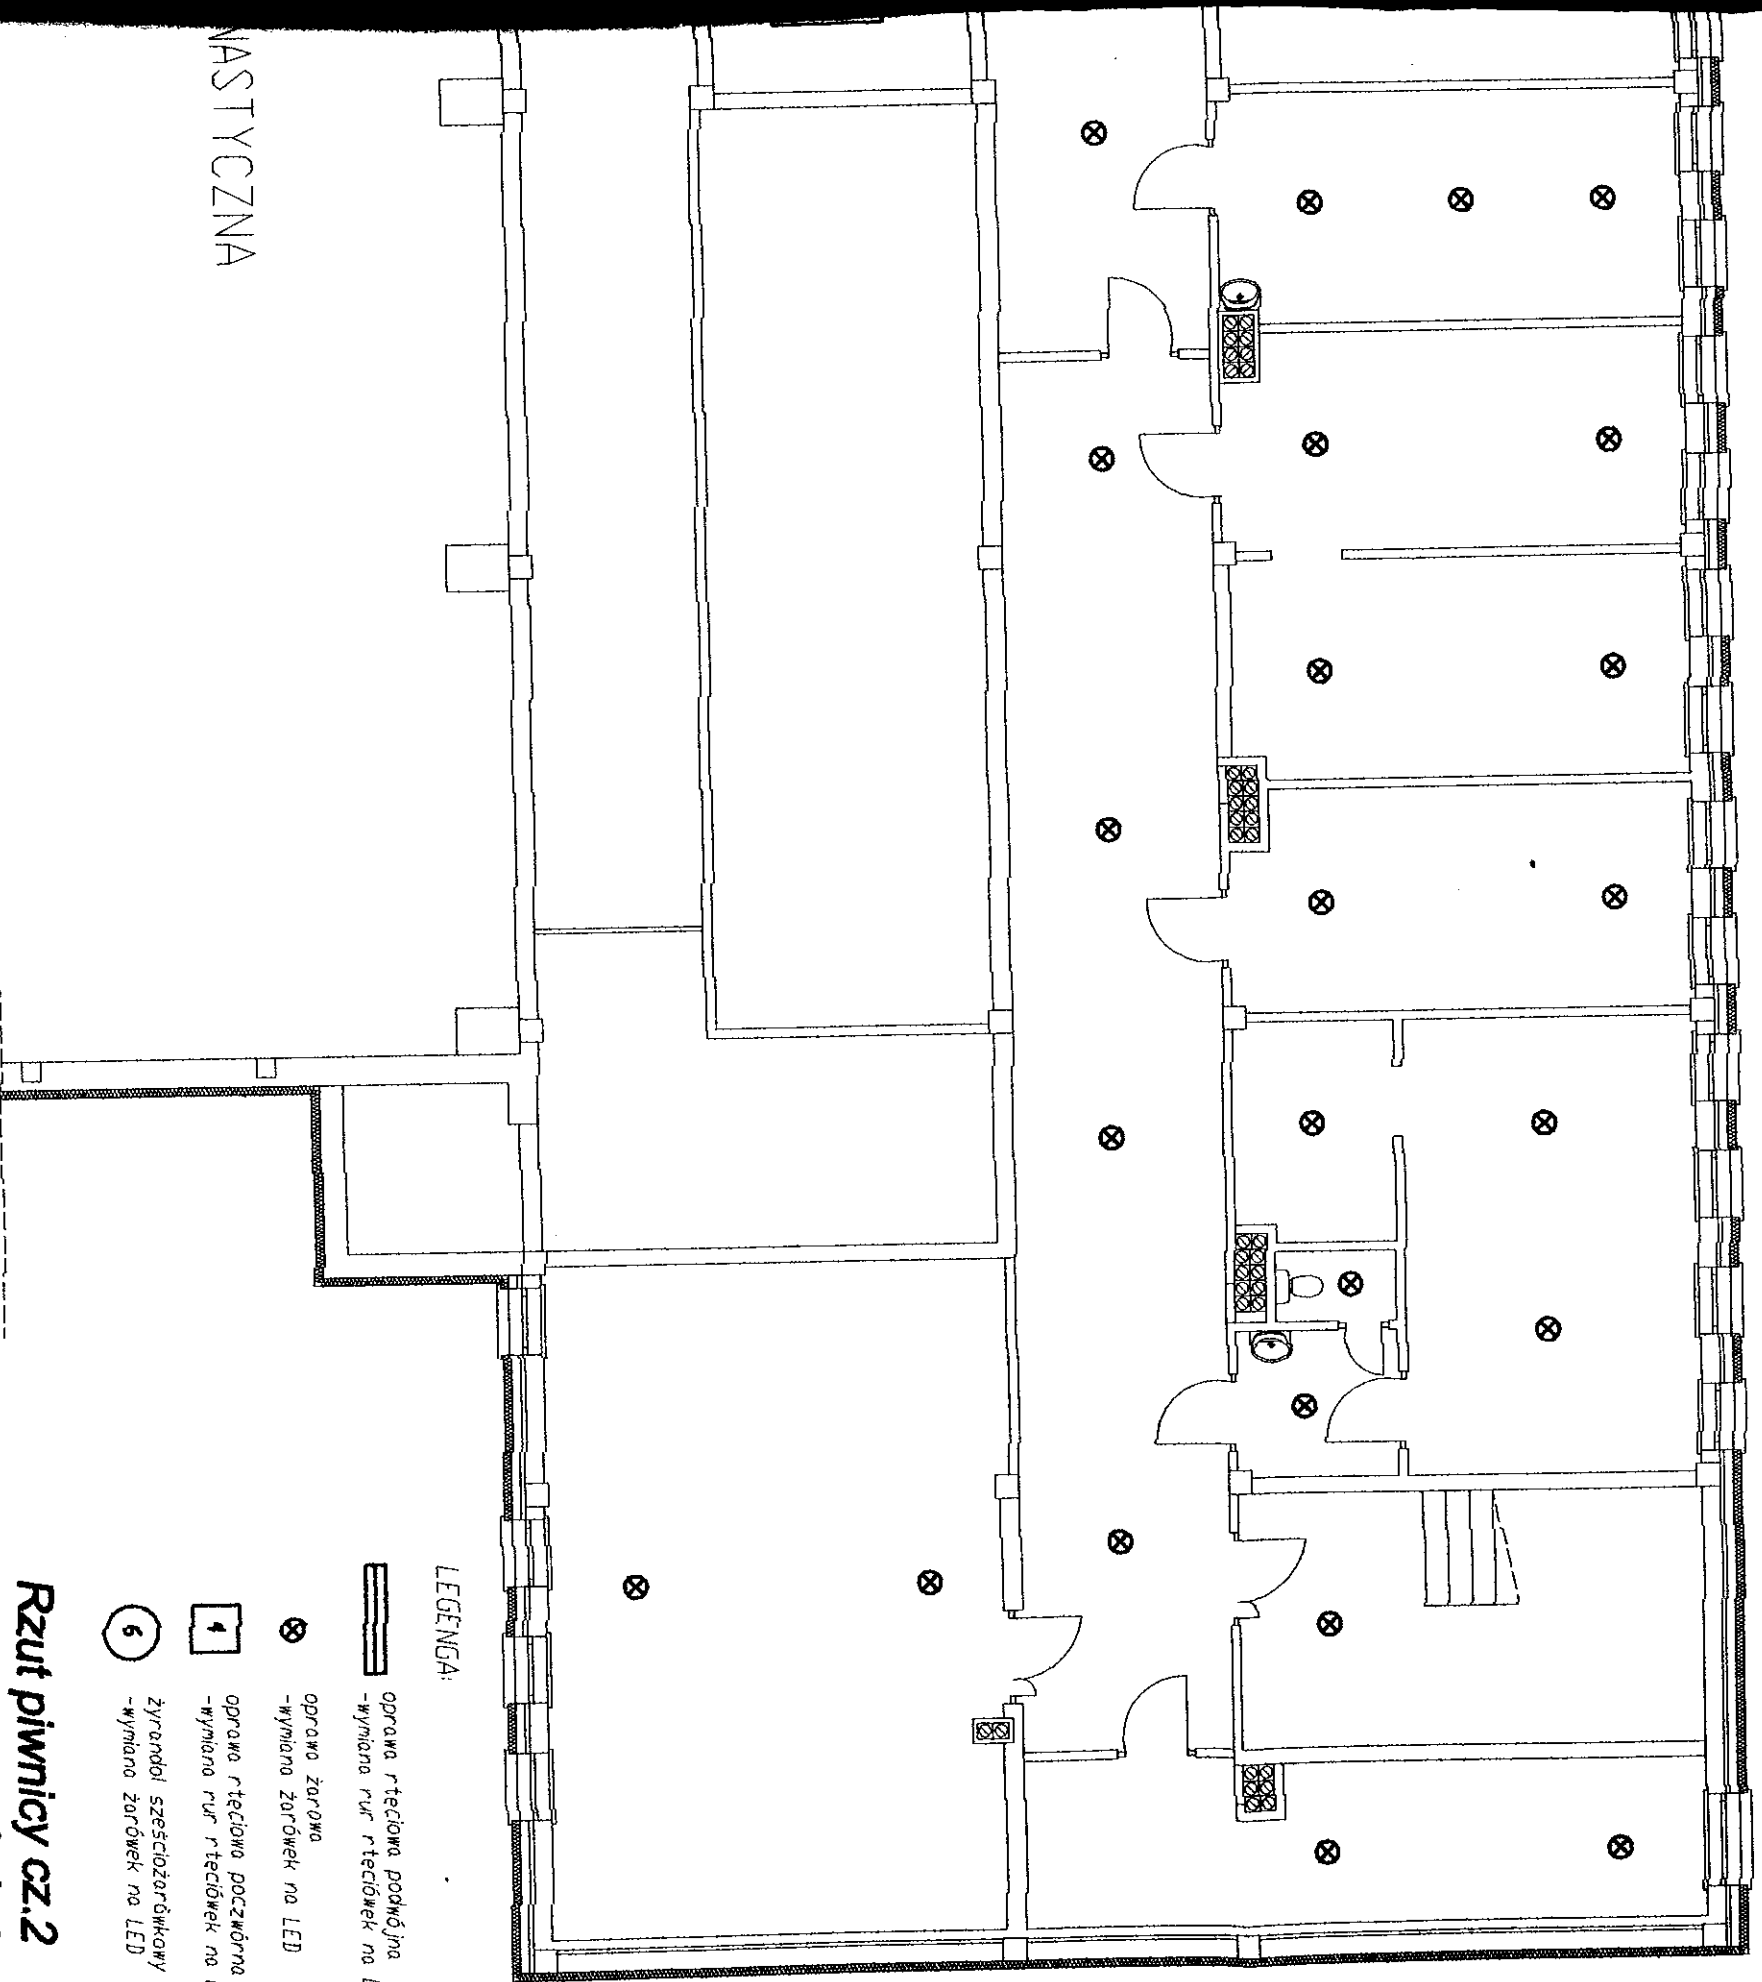 NASTYCZNA
LEGENGA:
oprawa rtęciowa podwójna
-wymiana rur rtęciówek na
oprawa żarowa
-wymiana żarówek na LED
4
oprawa rtęciowa poczwórna
-wymiana rur rtęciówek na
6
żyrandol sześciożarówkowy
-wymiana żarówek na LED
Rzut piwnicy cz.2